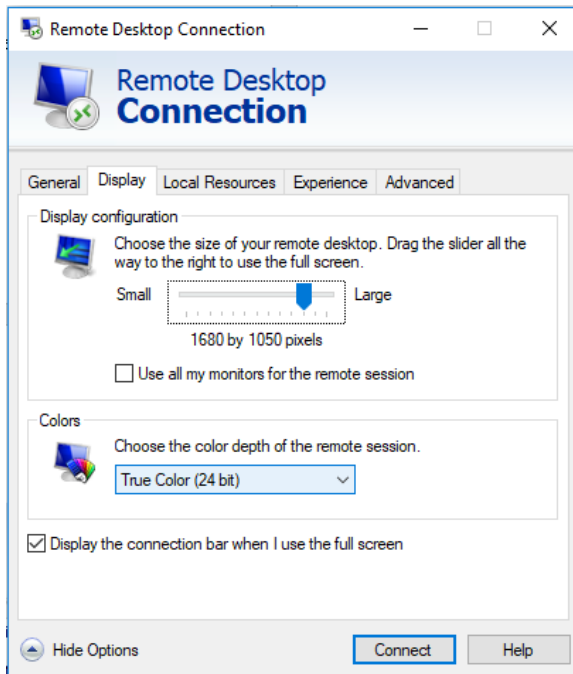 Remote Desktop Connection
Remote Desktop
Connection
General Display Local Resources Experience Advanced
Display configuration
Choose the size of your remote desktop. Drag the slider all the
way to the right to use the full screen.
Small Large
1680 by 1050 pixels
Use all my monitors for the remote session
Colors
Choose the color depth of the remote session.
True Color (24 bit)
Display the connection bar when I use the full screen
Hide Options Connect Help